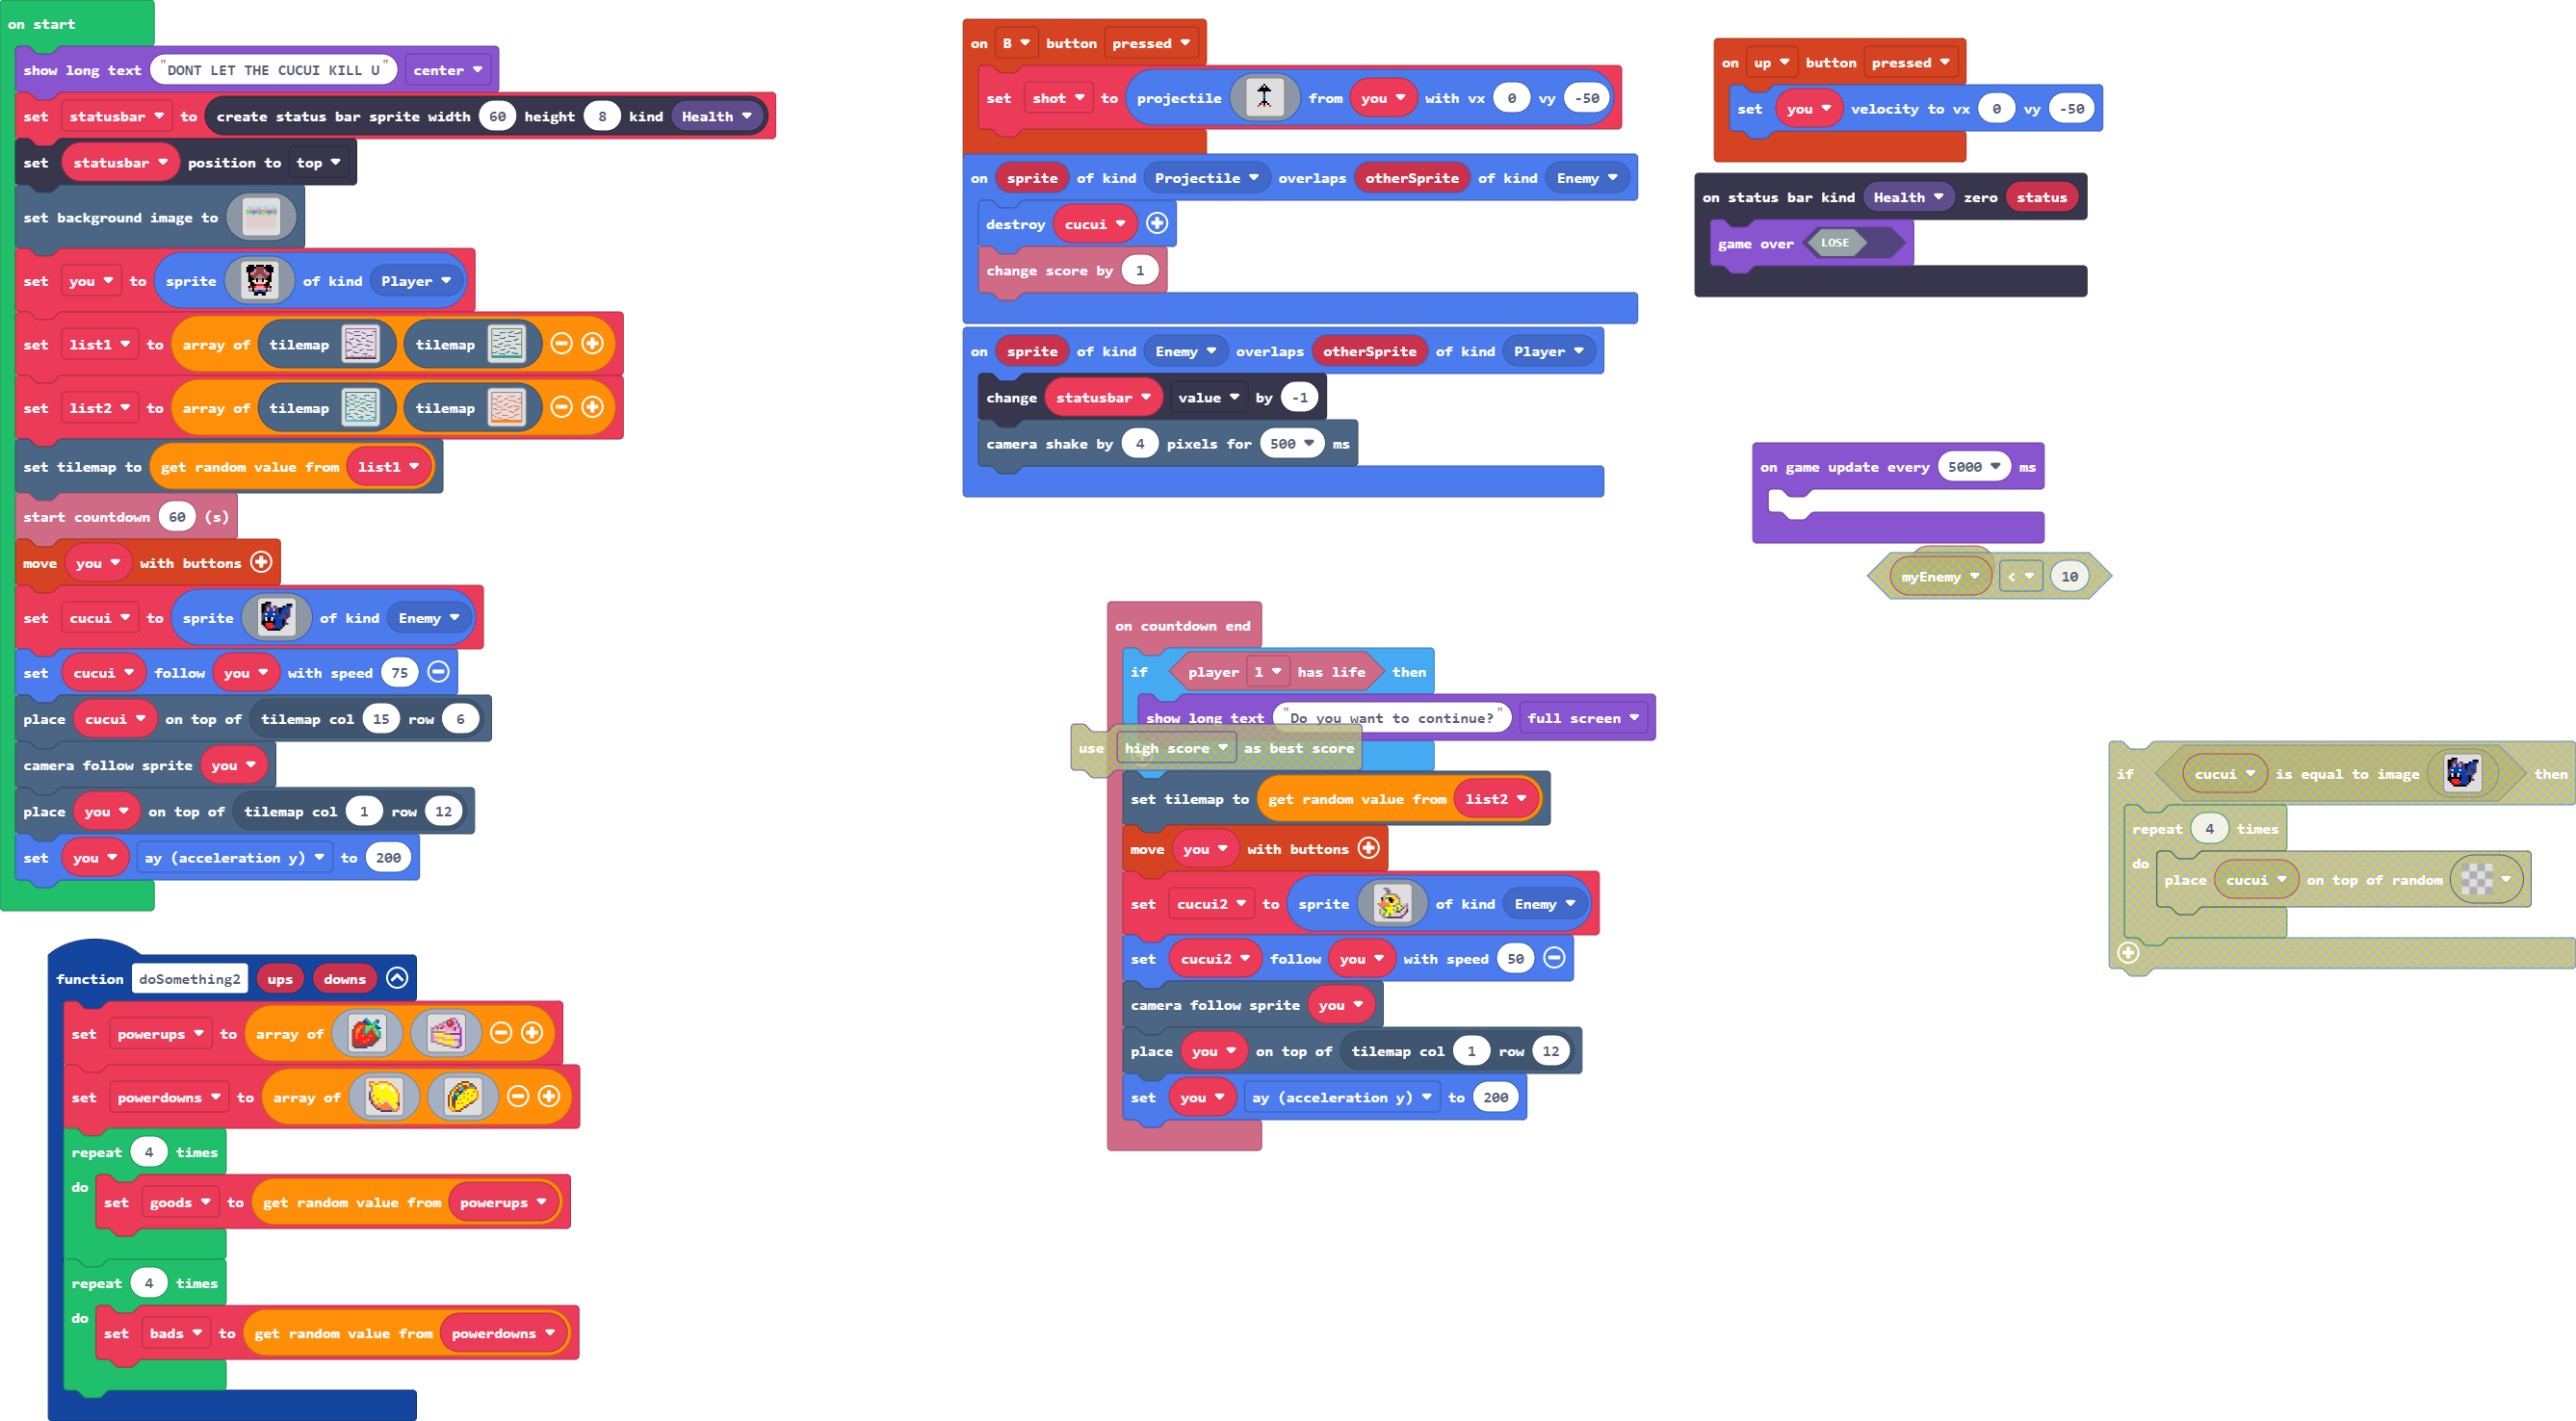 on start
show long text "DONT LET THE CUCUI KILL U" center
set statusbar to create status bar sprite width 60 height 8 kind Health
set statusbar position to top
set background image to
set you to sprite of kind Player
set list1 to array of tilemap tilemap
set list2 to array of tilemap tilemap
set tilemap to get random value from list1
start countdown 60 (s)
move you with buttons
set cucui to sprite of kind Enemy
set cucui follow you with speed 75
place cucui on top of tilemap col 15 row 6
camera follow sprite you
place you on top of tilemap col 1 row 12
set you ay (acceleration y) to 200
function doSomething2 ups downs
set powerups to array of
set powerdowns to array of
repeat 4 times
do
set goods to get random value from powerups
repeat 4 times
do
set bads to get random value from powerdowns
on B button pressed
set shot to projectile from you with vx 0 vy -50
on sprite of kind Projectile overlaps otherSprite of kind Enemy
destroy cucui
change score by 1
on sprite of kind Enemy overlaps otherSprite of kind Player
change statusbar value by -1
camera shake by 4 pixels for 500 ms
on countdown end
if player 1 has life then
show long text "Do you want to continue?" full screen
use high score as best score
set tilemap to get random value from list2
move you with buttons
set cucui2 to sprite of kind Enemy
set cucui2 follow you with speed 50
camera follow sprite you
place you on top of tilemap col 1 row 12
set you ay (acceleration y) to 200
on up button pressed
set you velocity to vx 0 vy -50
on status bar kind Health zero status
game over LOSE
on game update every 5000 ms
myEnemy < 10
if cucui is equal to image then
repeat 4 times
do
place cucui on top of random